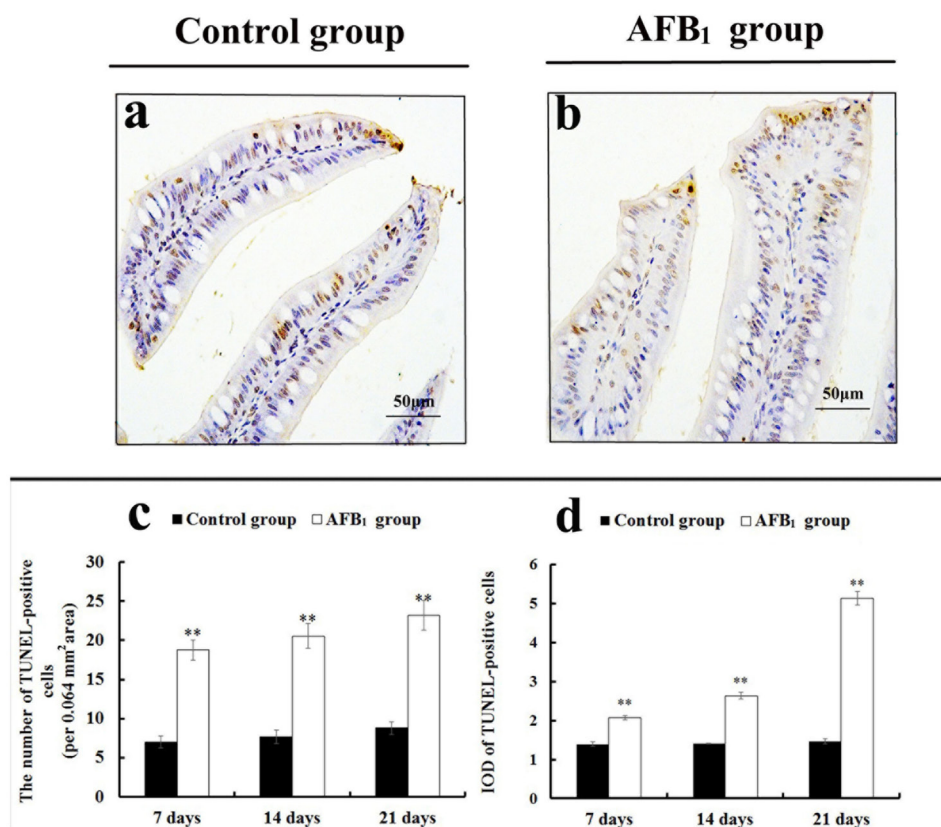 Control group
AFB₁ group
a
b
50μm
50μm
c
■Control group □AFB₁ group
The number of TUNEL-positive
cells
(per 0.064 mm² area)
30
25
20
15
10
5
0
**
**
**
7 days
14 days
21 days
d
■Control group □AFB₁ group
IOD of TUNEL-positive cells
6
5
4
3
2
1
0
**
**
**
7 days
14 days
21 days